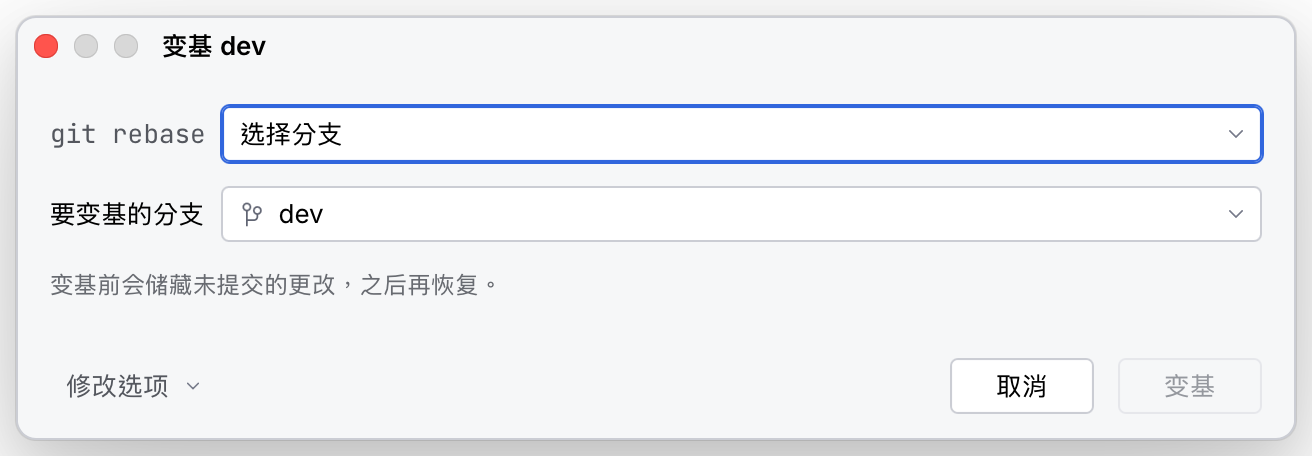 变基 dev
git rebase 选择分支
要变基的分支 dev
变基前会储藏未提交的更改，之后再恢复。
修改选项 取消 变基